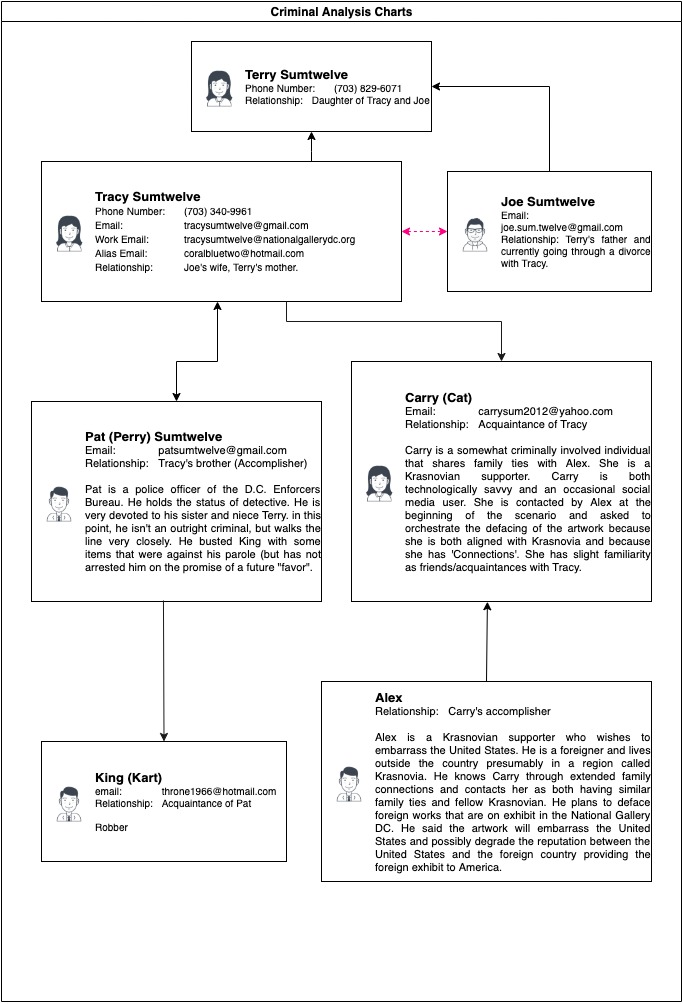 Criminal Analysis Charts
Terry Sumtwelve
Phone Number: (703) 829-6071
Relationship: Daughter of Tracy and Joe
Tracy Sumtwelve
Phone Number: (703) 340-9961
Email: tracysumtwelve@gmail.com
Work Email: tracysumtwelve@nationalgallerydc.org
Alias Email: coralbluetwo@hotmail.com
Relationship: Joe's wife, Terry's mother.
Joe Sumtwelve
Email:
joe.sum.twelve@gmail.com
Relationship: Terry's father and
currently going through a divorce
with Tracy.
Pat (Perry) Sumtwelve
Email: patsumtwelve@gmail.com
Relationship: Tracy's brother (Accomplisher)
Pat is a police officer of the D.C. Enforcers
Bureau. He holds the status of detective. He is
very devoted to his sister and niece Terry. in this
point, he isn't an outright criminal, but walks the
line very closely. He busted King with some
items that were against his parole (but has not
arrested him on the promise of a future "favor".
Carry (Cat)
Email: carrysum2012@yahoo.com
Relationship: Acquaintance of Tracy
Carry is a somewhat criminally involved individual
that shares family ties with Alex. She is a
Krasnovian supporter. Carry is both
technologically savvy and an occasional social
media user. She is contacted by Alex at the
beginning of the scenario and asked to
orchestrate the defacing of the artwork because
she is both aligned with Krasnovia and because
she has 'Connections'. She has slight familiarity
as friends/acquaintances with Tracy.
King (Kart)
email: throne1966@hotmail.com
Relationship: Acquaintance of Pat
Robber
Alex
Relationship: Carry's accomplisher
Alex is a Krasnovian supporter who wishes to
embarrass the United States. He is a foreigner and lives
outside the country presumably in a region called
Krasnovia. He knows Carry through extended family
connections and contacts her as both having similar
family ties and fellow Krasnovian. He plans to deface
foreign works that are on exhibit in the National Gallery
DC. He said the artwork will embarrass the United
States and possibly degrade the reputation between the
United States and the foreign country providing the
foreign exhibit to America.